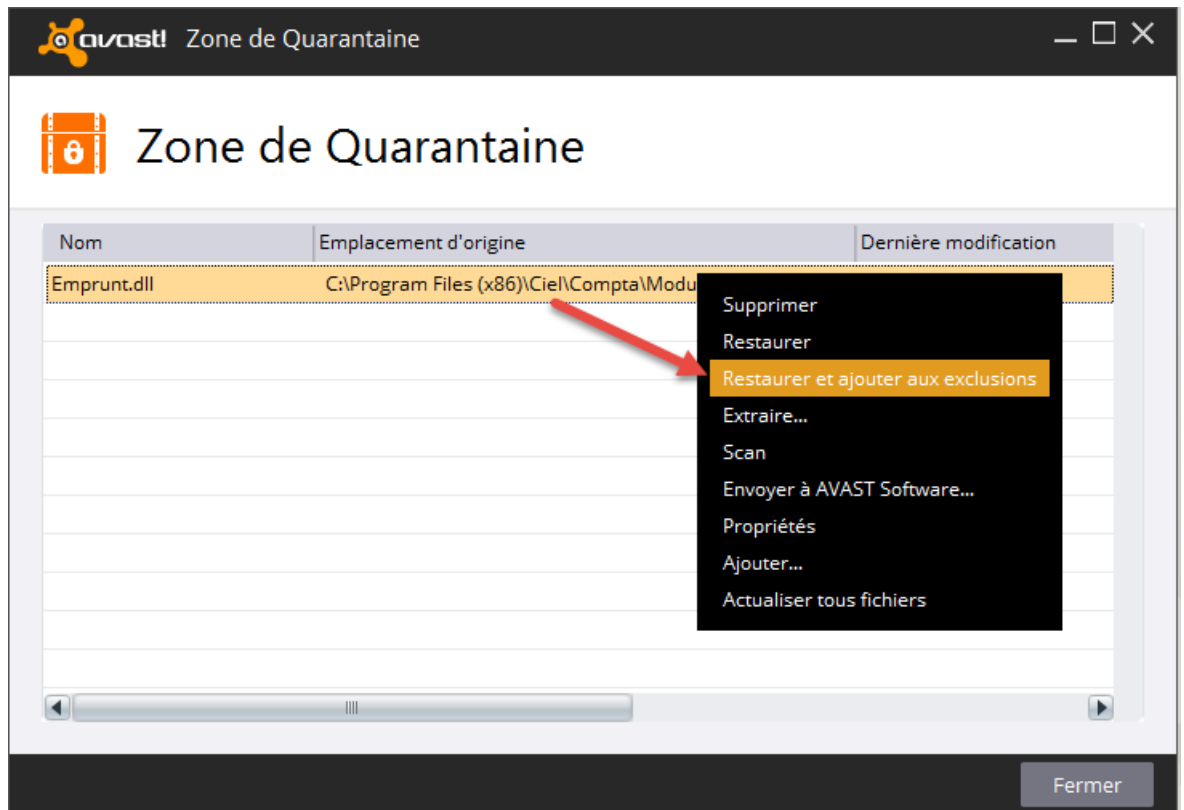 avast! Zone de Quarantaine
Zone de Quarantaine
Nom Emplacement d'origine Dernière modification
Emprunt.dll C:\Program Files (x86)\Ciel\Compta\Modu
Supprimer
Restaurer
Restaurer et ajouter aux exclusions
Extraire...
Scan
Envoyer à AVAST Software...
Propriétés
Ajouter...
Actualiser tous fichiers
Fermer